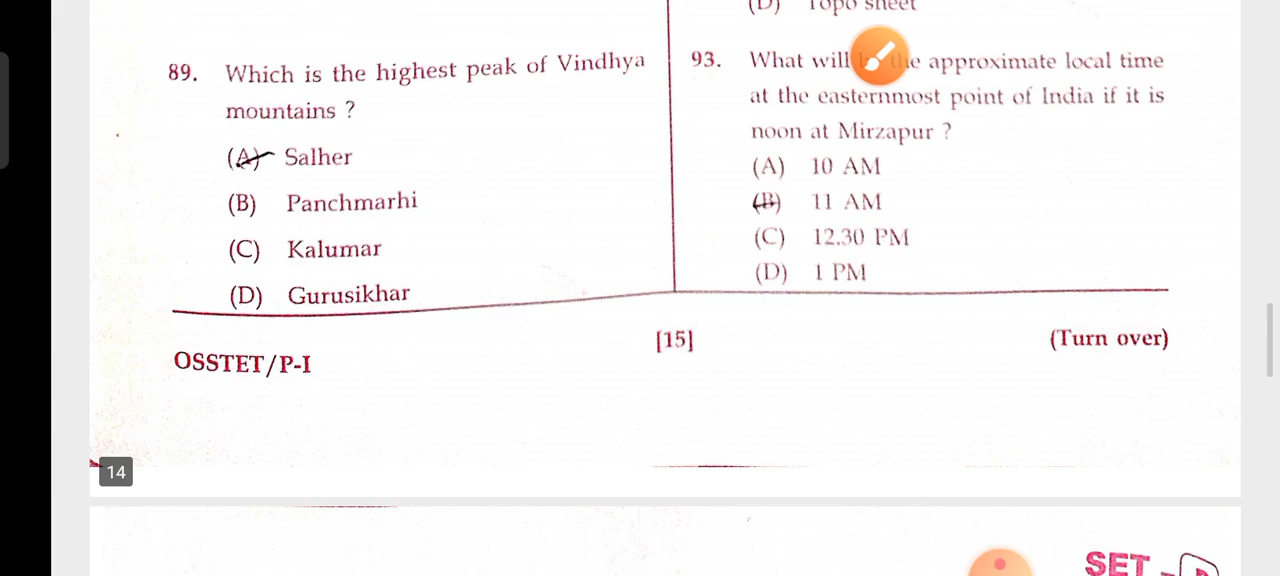 (D) Topo sheet
89. Which is the highest peak of Vindhya
mountains ?
(A) Salher
(B) Panchmarhi
(C) Kalumar
(D) Gurusikhar
93. What will the approximate local time
at the easternmost point of India if it is
noon at Mirzapur ?
(A) 10 AM
(B) 11 AM
(C) 12.30 PM
(D) 1 PM
OSSTET/P-I
[15]
(Turn over)
14
SET -